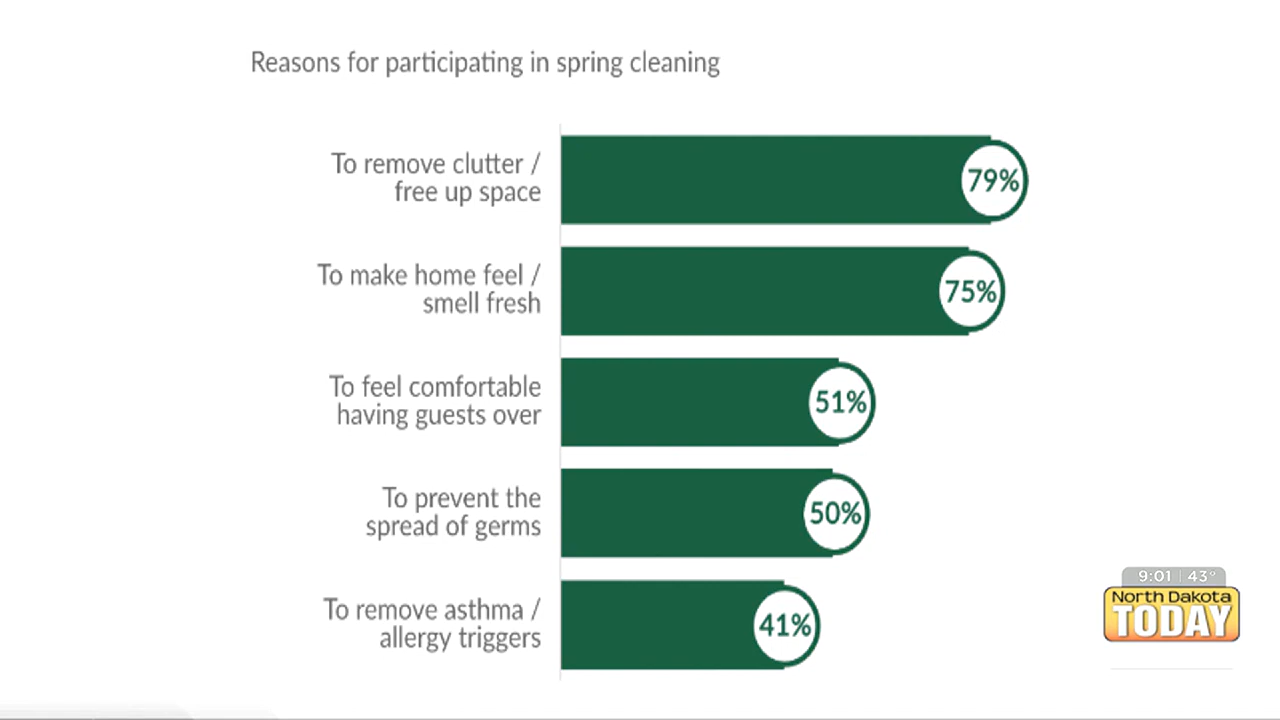 Reasons for participating in spring cleaning
To remove clutter /
free up space
79%
To make home feel /
smell fresh
75%
To feel comfortable
having guests over
51%
To prevent the
spread of germs
50%
To remove asthma /
allergy triggers
41%
9:01 | 43°
North Dakota
TODAY